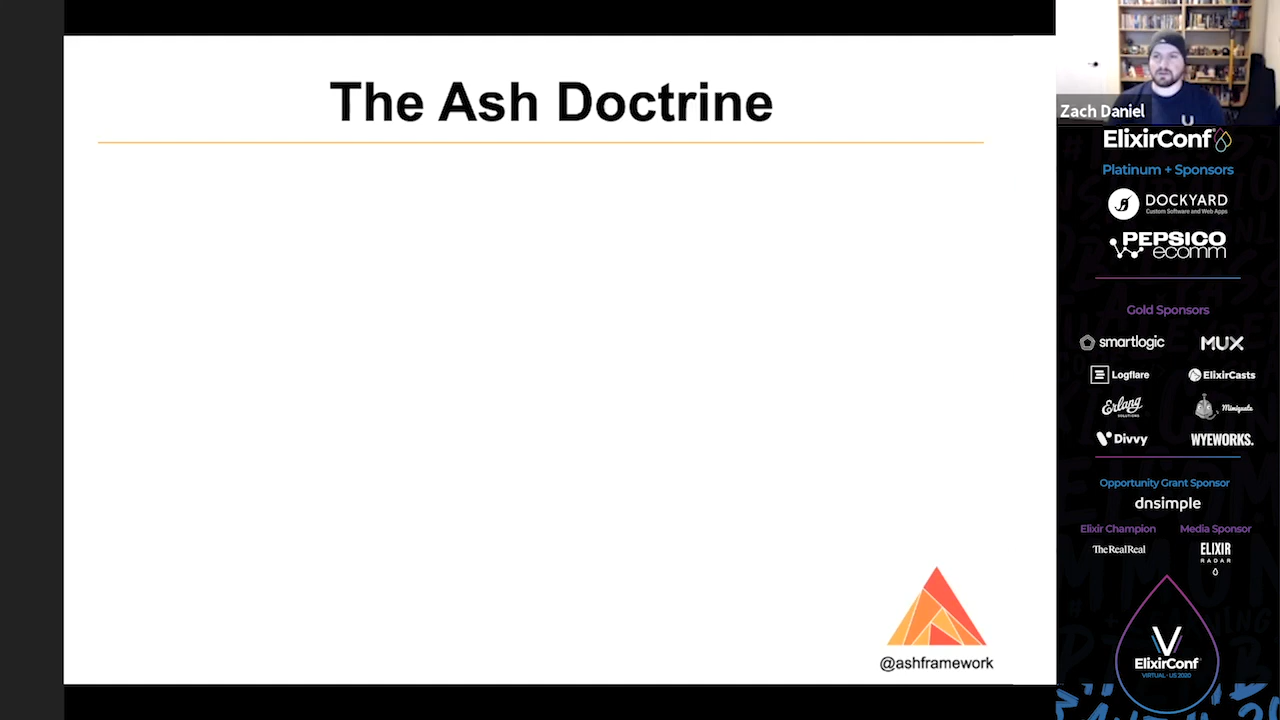 The Ash Doctrine
@ashframework
Zach Daniel
ElixirConf
Platinum + Sponsors
DOCKYARD
Custom Software and Web Apps
PEPSICO
ecomm
Gold Sponsors
smartlogic
MUX
Logflare
ElixirCasts
Erlang
SOLUTIONS
Mimiquate
Divvy
WYEWORKS.
Opportunity Grant Sponsor
dnsimple
Elixir Champion
Media Sponsor
TheRealReal
ELIXIR
RADAR
V
ElixirConf
VIRTUAL • US 2020